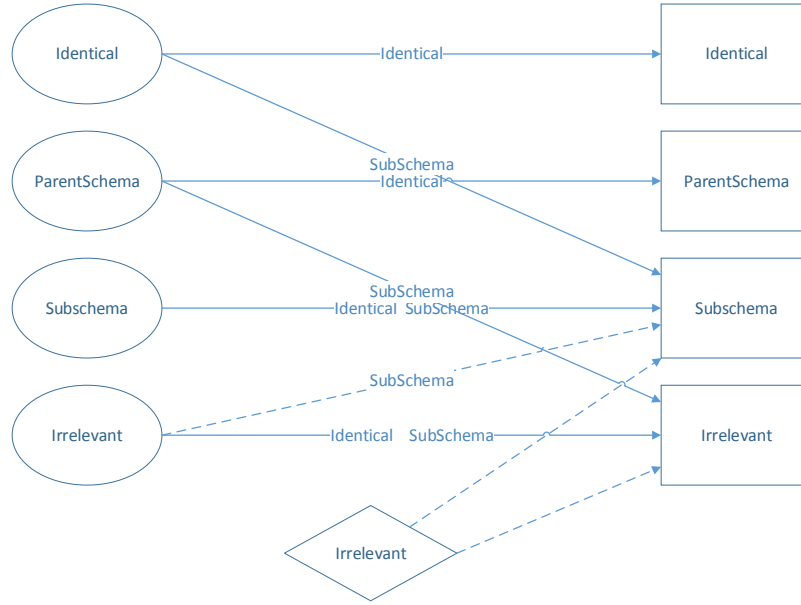 Identical
Identical
Identical
SubSchema
ParentSchema
Identical
ParentSchema
SubSchema
Subschema
Identical SubSchema
Subschema
SubSchema
Irrelevant
Identical SubSchema
Irrelevant
Irrelevant